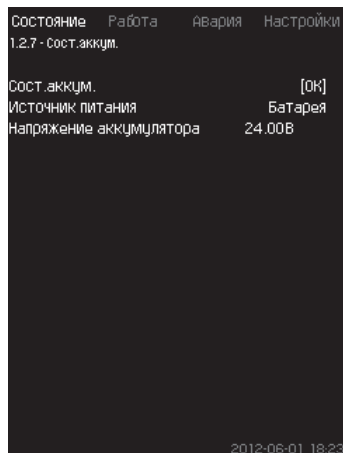 Состояние Работа Авария Настройки
1.2.7 - Сост.аккум.
Сост.аккум. [OK]
Источник питания Батарея
Напряжение аккумулятора 24.00В
2012-06-01 18:23